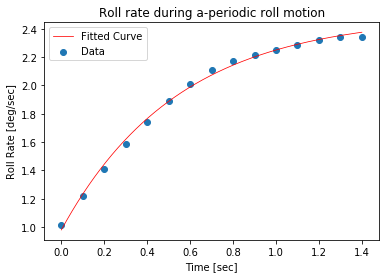 Roll rate during a-periodic roll motion
Fitted Curve
Data
Roll Rate [deg/sec]
2.4
2.2
2.0
1.8
1.6
1.4
1.2
1.0
0.0 0.2 0.4 0.6 0.8 1.0 1.2 1.4
Time [sec]